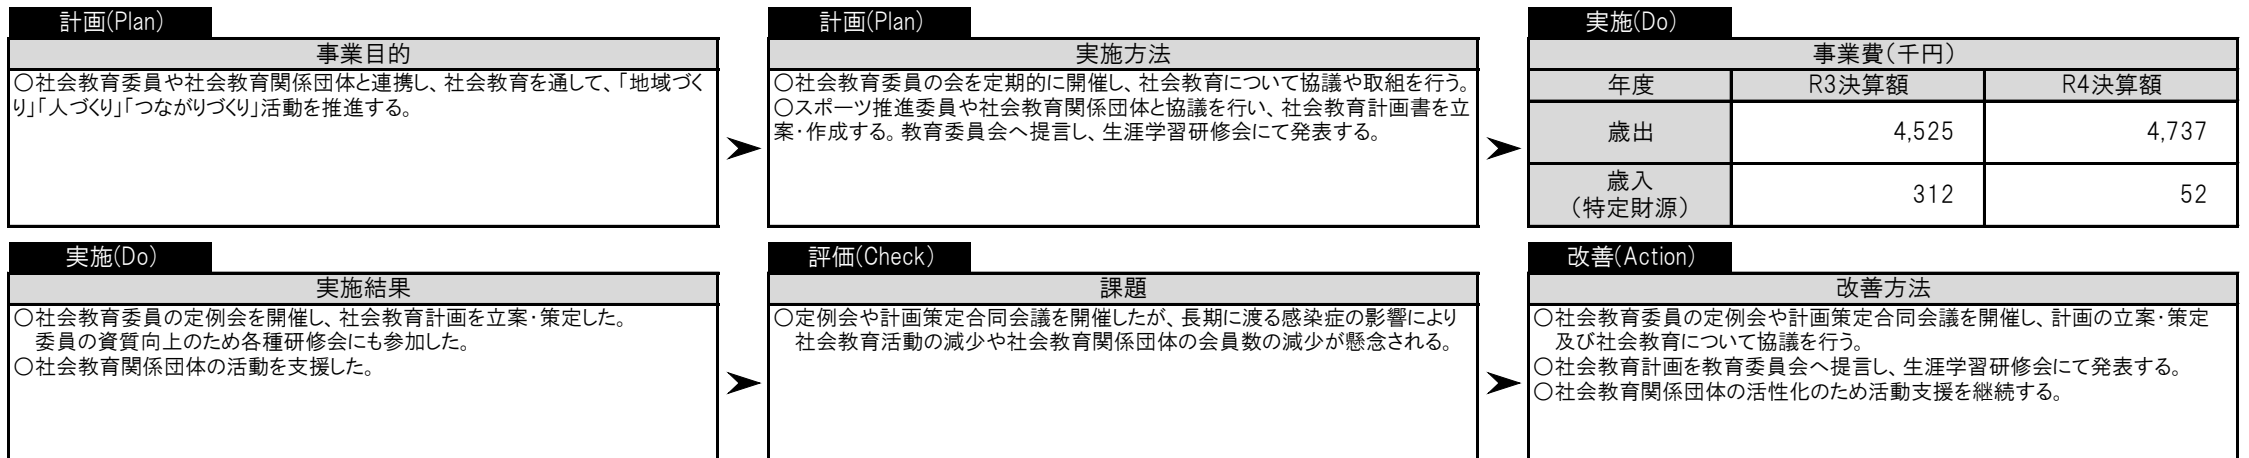 計画(Plan)
事業目的
○社会教育委員や社会教育関係団体と連携し、社会教育を通して、「地域づく
り」「人づくり」「つながりづくり」活動を推進する。
計画(Plan)
実施方法
○社会教育委員の会を定期的に開催し、社会教育について協議や取組を行う。
○スポーツ推進委員や社会教育関係団体と協議を行い、社会教育計画書を立
案・作成する。教育委員会へ提言し、生涯学習研修会にて発表する。
実施(Do)
事業費(千円)
年度 R3決算額 R4決算額
歳出 4,525 4,737
歳入
(特定財源) 312 52
実施(Do)
実施結果
○社会教育委員の定例会を開催し、社会教育計画を立案・策定した。
委員の資質向上のため各種研修会にも参加した。
○社会教育関係団体の活動を支援した。
評価(Check)
課題
○定例会や計画策定合同会議を開催したが、長期に渡る感染症の影響により
社会教育活動の減少や社会教育関係団体の会員数の減少が懸念される。
改善(Action)
改善方法
○社会教育委員の定例会や計画策定合同会議を開催し、計画の立案・策定
及び社会教育について協議を行う。
○社会教育計画を教育委員会へ提言し、生涯学習研修会にて発表する。
○社会教育関係団体の活性化のため活動支援を継続する。